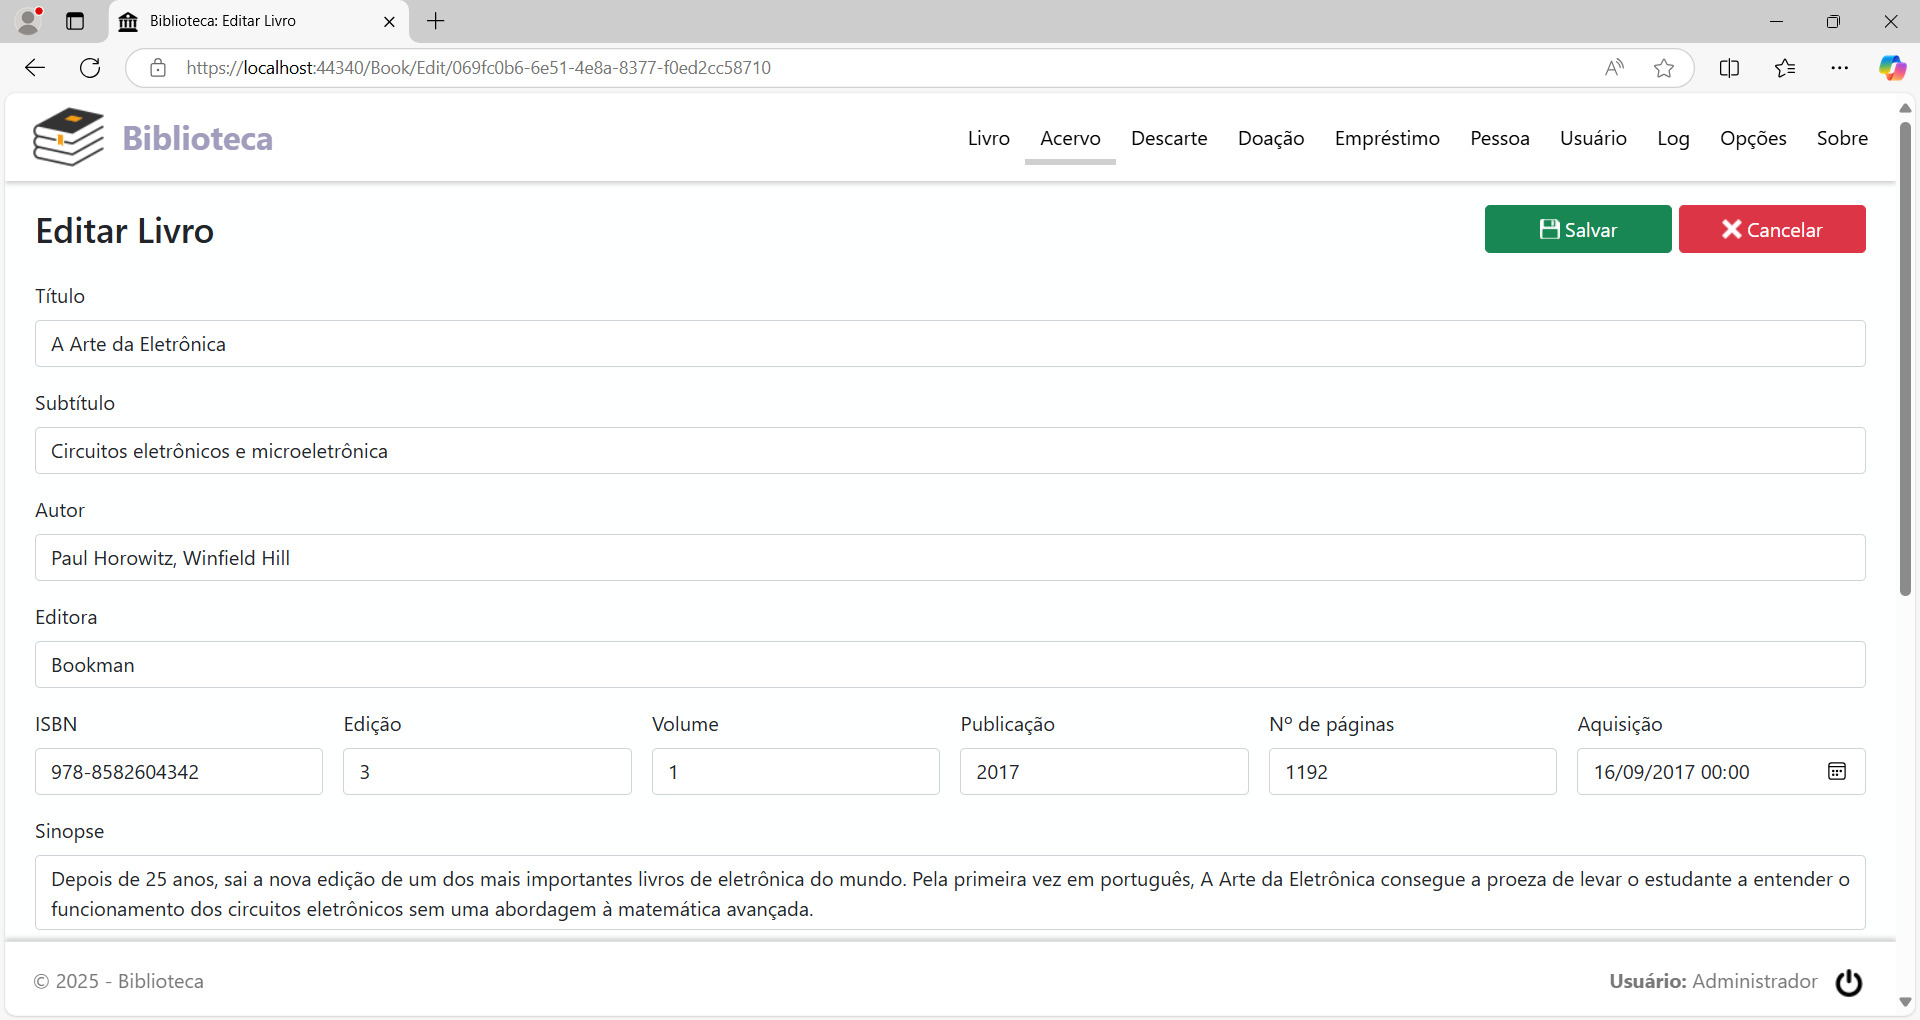 Biblioteca: Editar Livro
https://localhost:44340/Book/Edit/069fc0b6-6e51-4e8a-8377-f0ed2cc58710
Biblioteca
Livro Acervo Descarte Doação Empréstimo Pessoa Usuário Log Opções Sobre
Editar Livro
Salvar Cancelar
Título
A Arte da Eletrônica
Subtítulo
Circuitos eletrônicos e microeletrônica
Autor
Paul Horowitz, Winfield Hill
Editora
Bookman
ISBN Edição Volume Publicação Nº de páginas Aquisição
978-8582604342 3 1 2017 1192 16/09/2017 00:00
Sinopse
Depois de 25 anos, sai a nova edição de um dos mais importantes livros de eletrônica do mundo. Pela primeira vez em português, A Arte da Eletrônica consegue a proeza de levar o estudante a entender o
funcionamento dos circuitos eletrônicos sem uma abordagem à matemática avançada.
© 2025 - Biblioteca
Usuário: Administrador